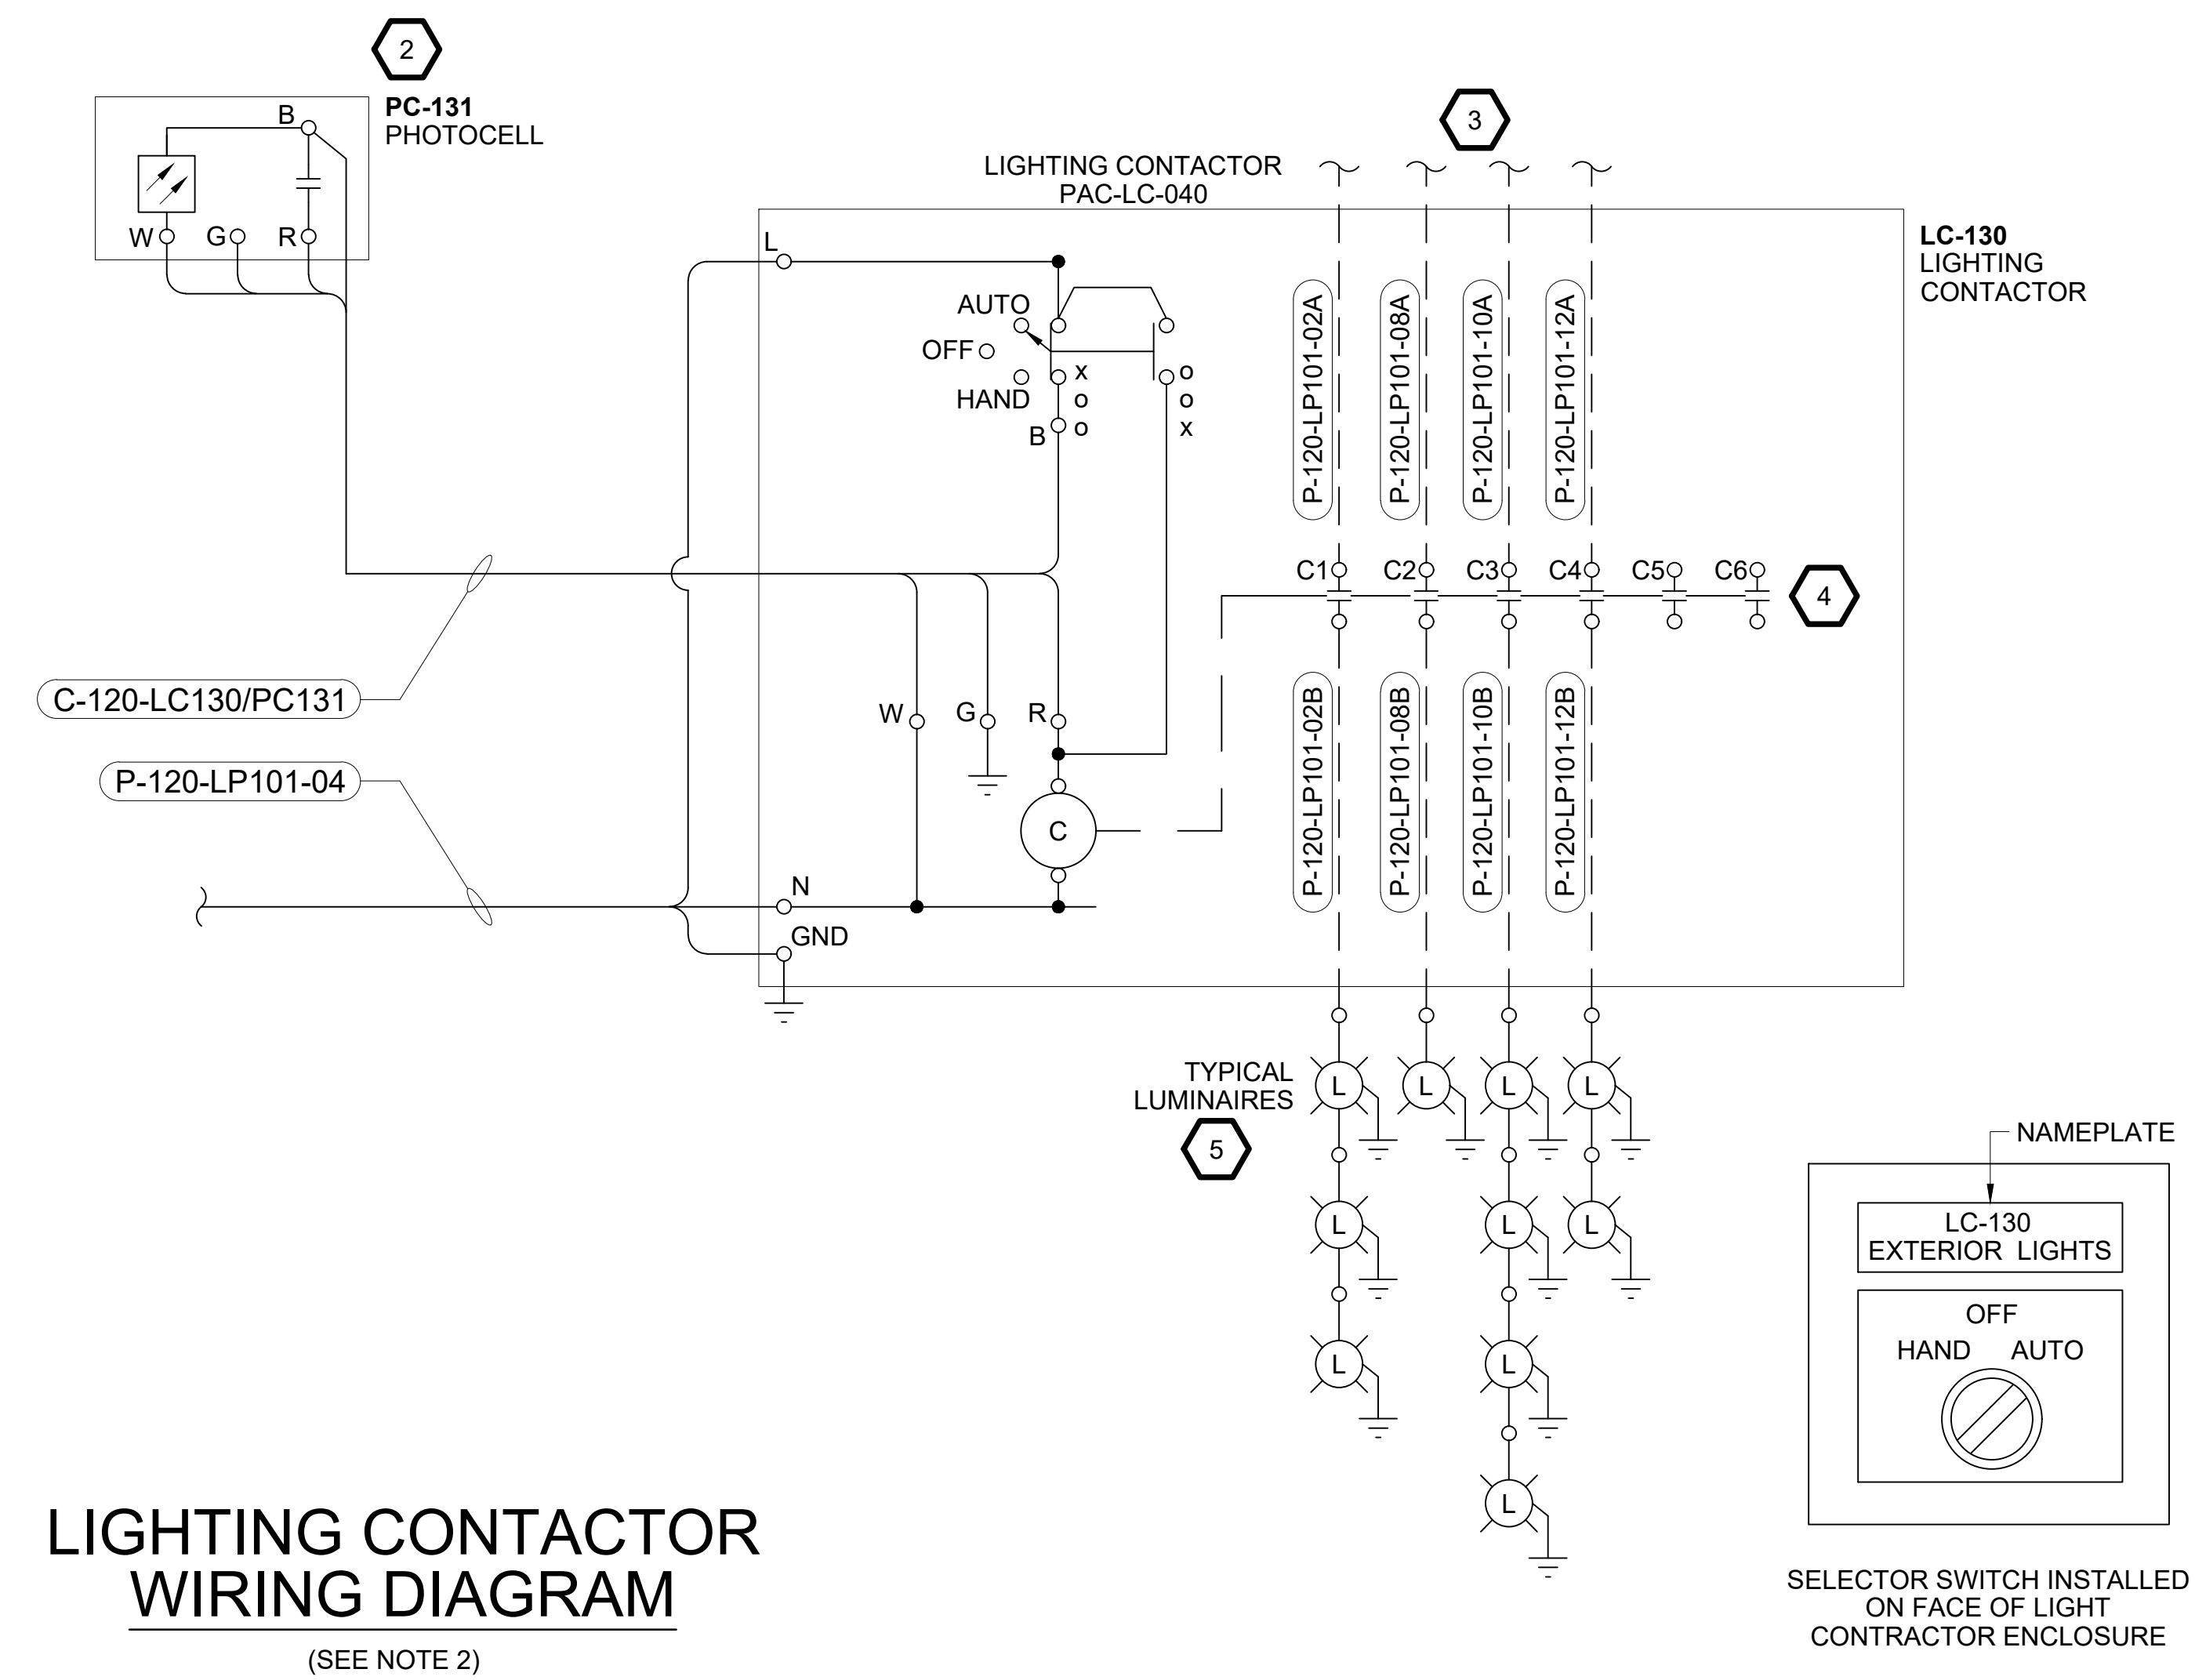 2
PC-131
PHOTOCELL
B
W
G
R
3
LIGHTING CONTACTOR
PAC-LC-040
LC-130
LIGHTING
CONTACTOR
L
AUTO
OFF
HAND
x
o
o
o
o
x
B
P-120-LP101-02A
P-120-LP101-08A
P-120-LP101-10A
P-120-LP101-12A
C1
C2
C3
C4
C5
C6
4
C-120-LC130/PC131
P-120-LP101-04
W
G
R
C
N
GND
P-120-LP101-02B
P-120-LP101-08B
P-120-LP101-10B
P-120-LP101-12B
TYPICAL
LUMINAIRES
5
L
L
L
L
L
L
L
L
L
L
NAMEPLATE
LC-130
EXTERIOR LIGHTS
OFF
HAND AUTO
SELECTOR SWITCH INSTALLED
ON FACE OF LIGHT
CONTRACTOR ENCLOSURE
LIGHTING CONTACTOR
WIRING DIAGRAM
(SEE NOTE 2)